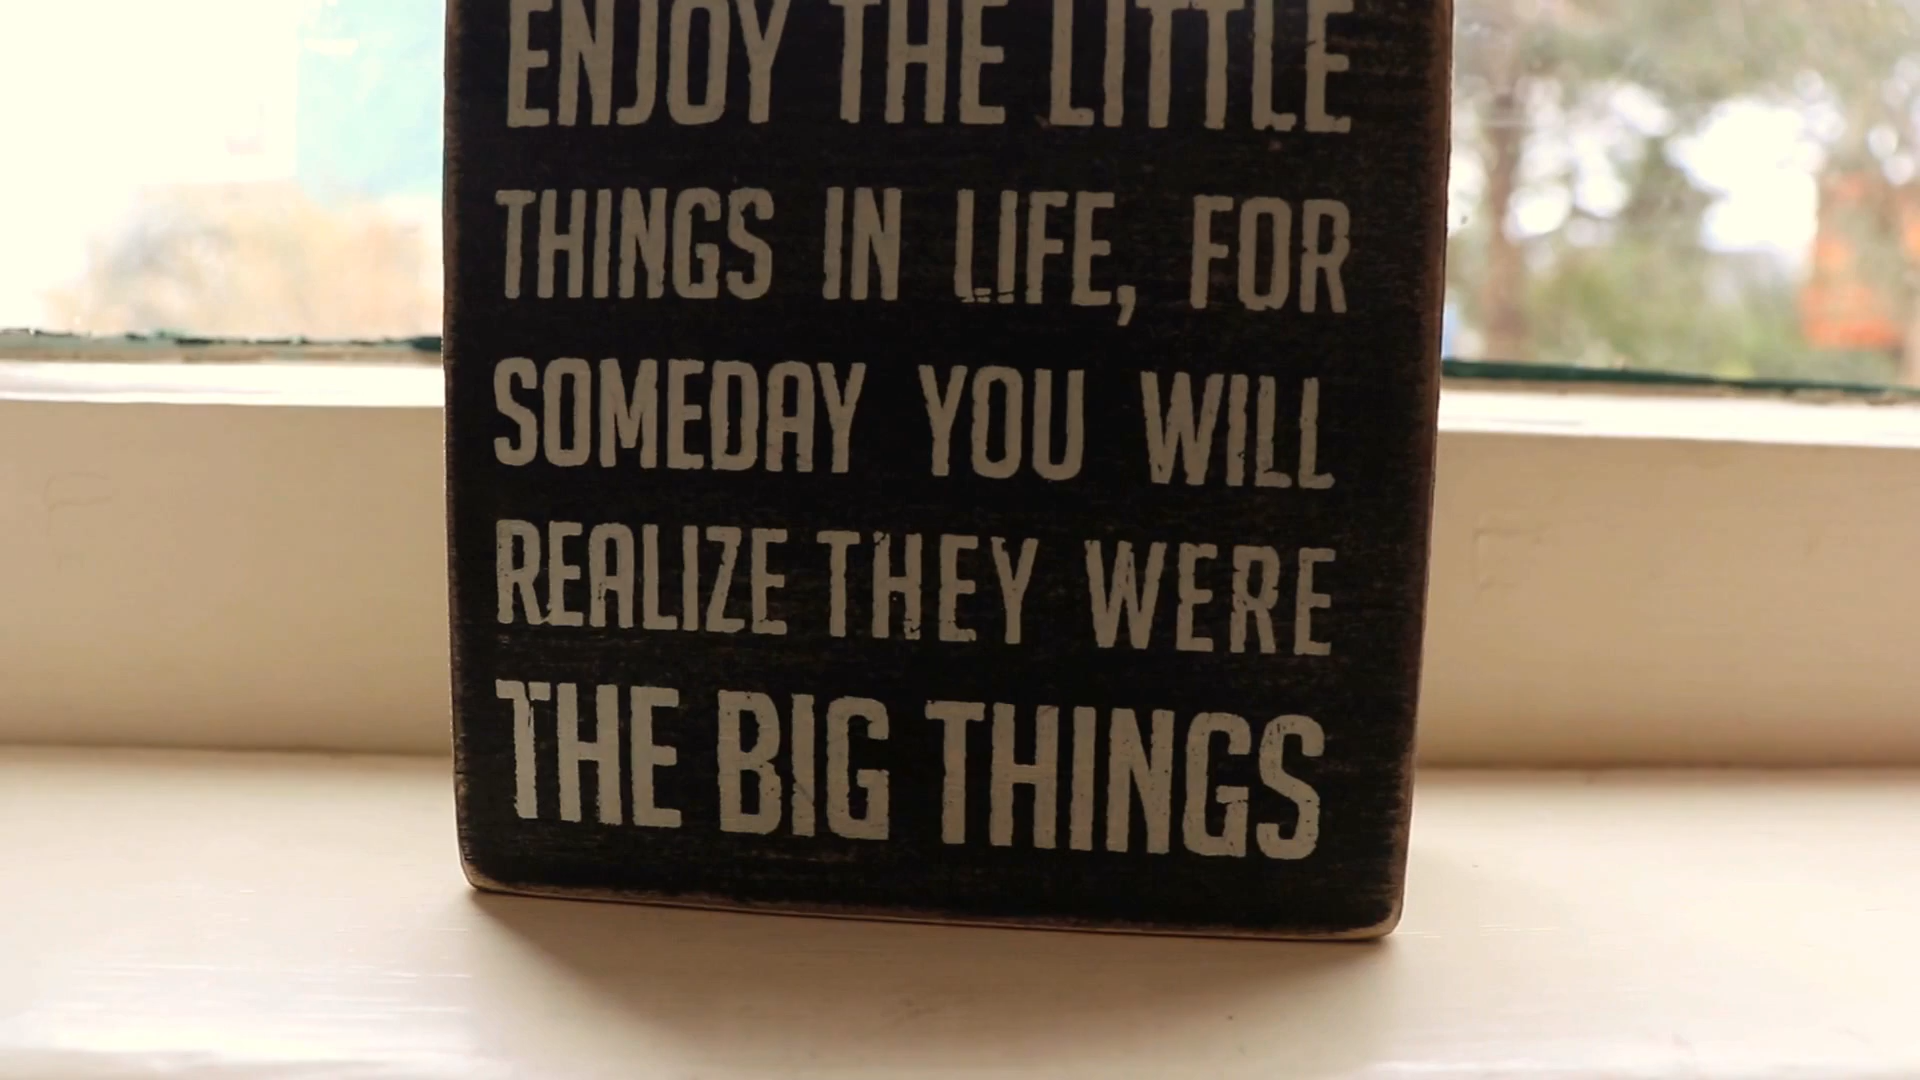 ENJOY THE LITTLE
THINGS IN LIFE, FOR
SOMEDAY YOU WILL
REALIZE THEY WERE
THE BIG THINGS